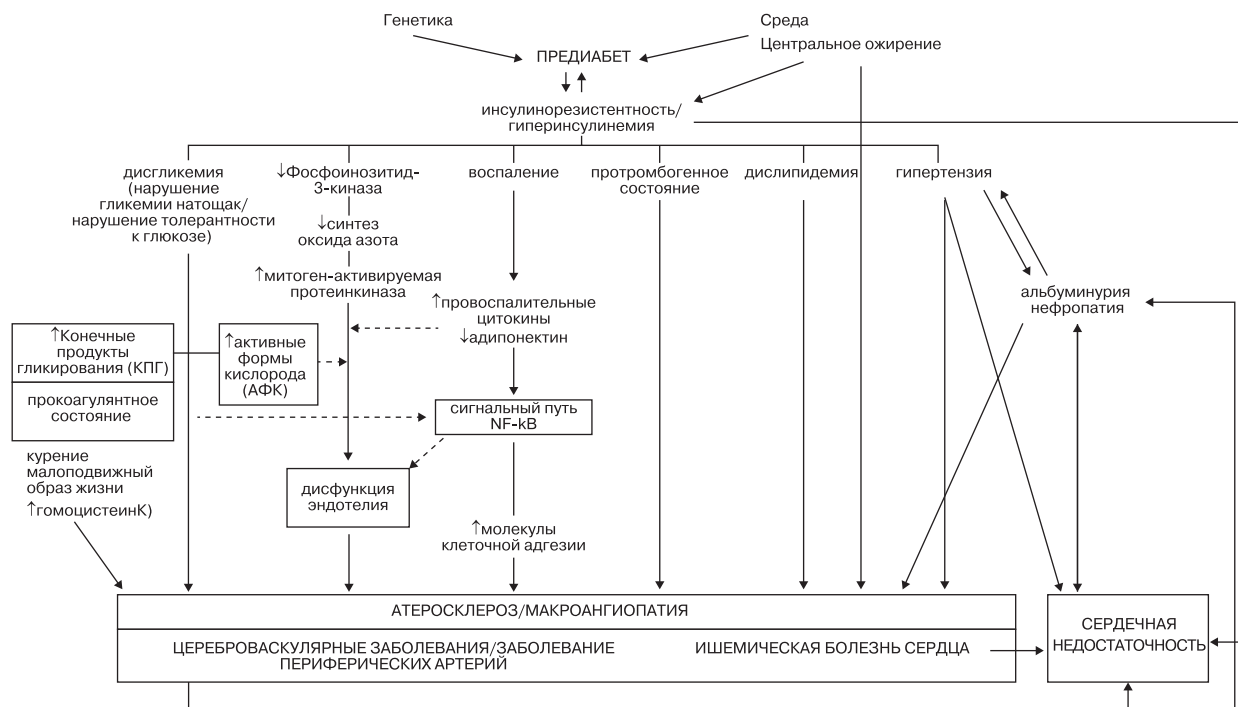 Генетика
Среда
Центральное ожирение
ПРЕДИАБЕТ
инсулинорезистентность/
гиперинсулинемия
дисгликемия
(нарушение
гликемии натощак/
нарушение толерантности
к глюкозе)
↓Фосфоинозитид-
3-киназа
↓синтез
оксида азота
↑митоген-активируемая
протеинкиназа
воспаление
↑провоспалительные
цитокины
↓адипонектин
протромбогенное
состояние
дислипидемия
гипертензия
альбуминурия
нефропатия
↑Конечные
продукты
гликирования (КПГ)
прокоагулянтное
состояние
↑активные
формы
кислорода
(АФК)
сигнальный путь
NF-kB
курение
малоподвижный
образ жизни
↑гомоцистеинК)
дисфункция
эндотелия
↑молекулы
клеточной адгезии
АТЕРОСКЛЕРОЗ/МАКРОАНГИОПАТИЯ
ЦЕРЕБРОВАСКУЛЯРНЫЕ ЗАБОЛЕВАНИЯ/ЗАБОЛЕВАНИЕ
ПЕРИФЕРИЧЕСКИХ АРТЕРИЙ
ИШЕМИЧЕСКАЯ БОЛЕЗНЬ СЕРДЦА
СЕРДЕЧНАЯ
НЕДОСТАТОЧНОСТЬ